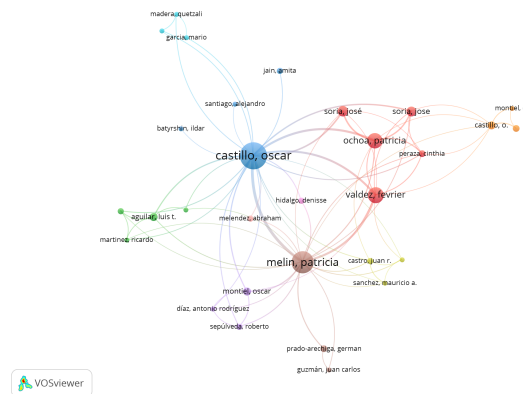 madera, quetzali
garcia, mario
jain, amita
santiago, alejandro
soria, josé
soria, jose
montiel,
castillo, o.
batyrshin, ildar
ochoa, patricia
castillo, oscar
peraza, cinthia
valdez, fevrier
hidalgo, denisse
aguilar, luis t.
melendez, abraham
martinez, ricardo
melin, patricia
castro, juan r.
sanchez, mauricio a.
montiel, oscar
díaz, antonio rodríguez
sepúlveda, roberto
prado-arechiga, german
guzmán, juan carlos
VOSviewer